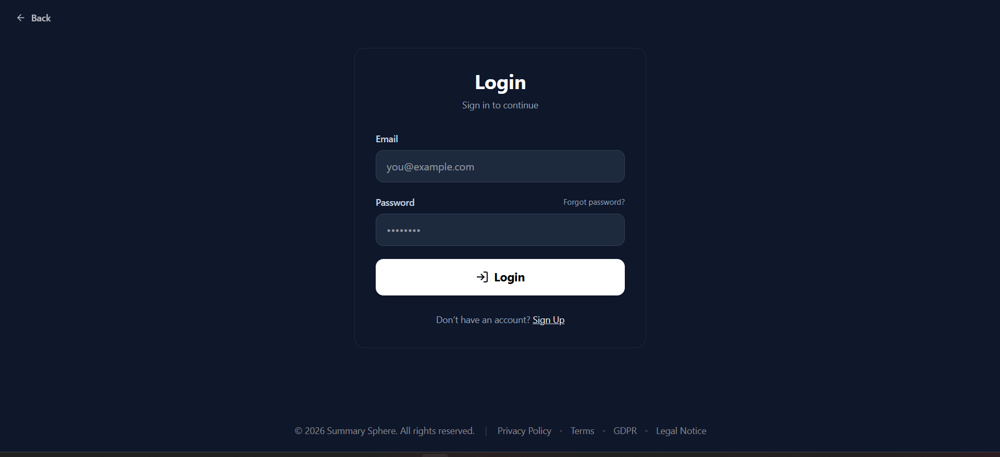 Back
Login
Sign in to continue
Email
you@example.com
Password
Forgot password?
••••••••
Login
Don't have an account? Sign Up
© 2026 Summary Sphere. All rights reserved. | Privacy Policy • Terms • GDPR • Legal Notice